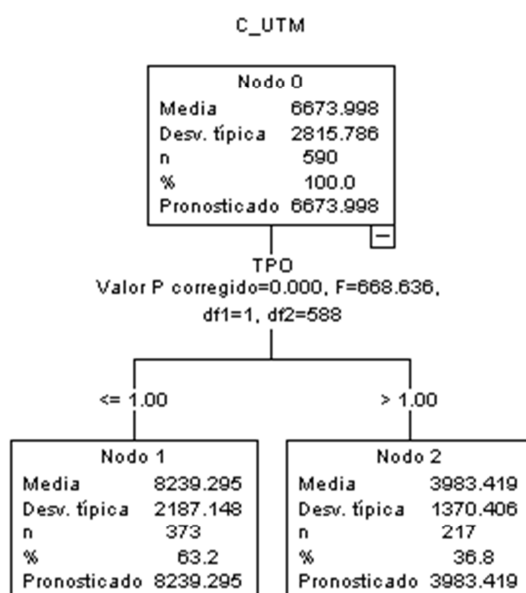 C_UTM
Nodo 0
Media 6673.998
Desv. típica 2815.786
n 590
% 100.0
Pronosticado 6673.998
TPO
Valor P corregido=0.000, F=668.636,
df1=1, df2=588
<= 1.00
> 1.00
Nodo 1
Media 8239.295
Desv. típica 2187.148
n 373
% 63.2
Pronosticado 8239.295
Nodo 2
Media 3983.419
Desv. típica 1370.406
n 217
% 36.8
Pronosticado 3983.419